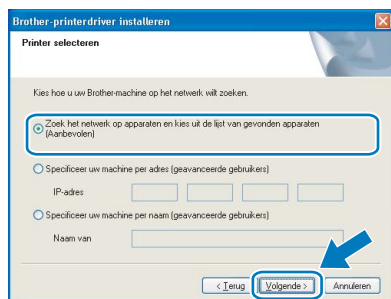 Brother-printerdriver installeren
Printer selecteren
Kies hoe u uw Brother-machine op het netwerk wilt zoeken.
Zoek het netwerk op apparaten en kies uit de lijst van gevonden apparaten
(Aanbevolen)
Specificeer uw machine per adres (geavanceerde gebruikers)
IP-adres
Specificeer uw machine per naam (geavanceerde gebruikers)
Naam van
< Terug
Volgende >
Annuleren